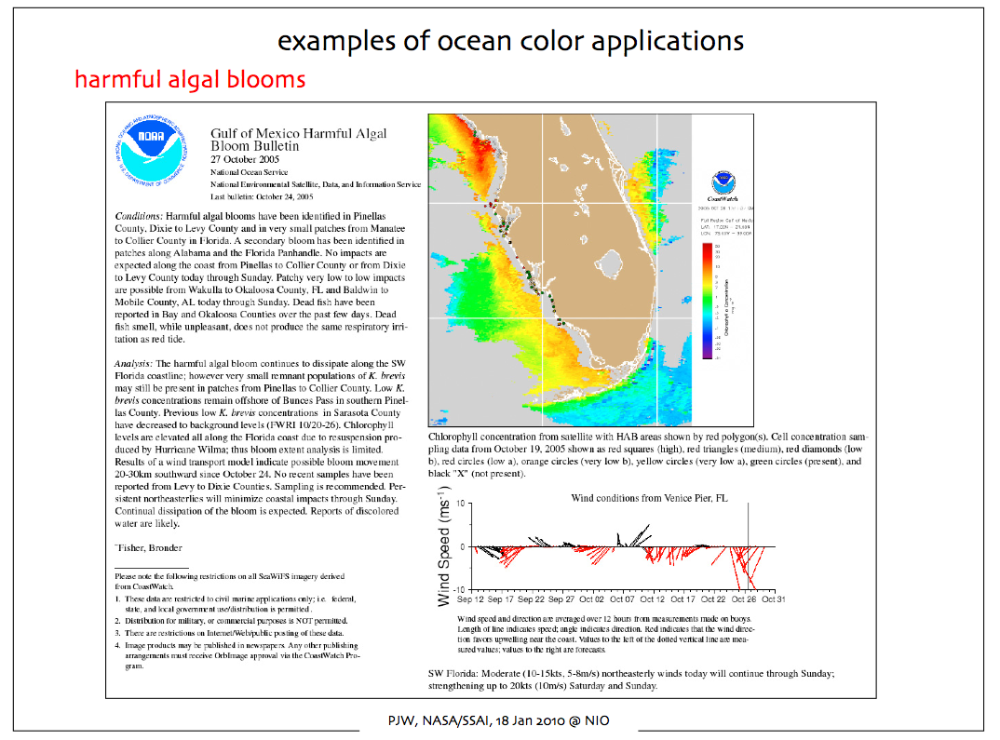 examples of ocean color applications
harmful algal blooms
NOAA
Gulf of Mexico Harmful Algal
Bloom Bulletin
27 October 2005
National Ocean Service
National Environmental Satellite, Data, and Information Service
Last bulletin: October 24, 2005
Conditions: Harmful algal blooms have been identified in Pinellas
County, Dixie to Levy County and in very small patches from Manatee
to Collier County in Florida. A secondary bloom has been identified in
patches along Alabama and the Florida Panhandle. No impacts are
expected along the coast from Pinellas to Collier County or from Dixie
to Levy County today through Sunday. Patchy very low to low impacts
are possible from Wakulla to Okaloosa County, FL and Baldwin to
Mobile County, AL today through Sunday. Dead fish have been
reported in Bay and Okaloosa Counties over the past few days. Dead
fish smell, while unpleasant, does not produce the same respiratory irri-
tation as red tide.
Analysis: The harmful algal bloom continues to dissipate along the SW
Florida coastline; however very small remnant populations of K. brevis
may still be present in patches from Pinellas to Collier County. Low K.
brevis concentrations remain offshore of Bunces Pass in southern Pinel-
las County. Previous low K. brevis concentrations in Sarasota County
have decreased to background levels (FWRI 10/20-26). Chlorophyll
levels are elevated all along the Florida coast due to resuspension pro-
duced by Hurricane Wilma; thus bloom extent analysis is limited.
Results of a wind transport model indicate possible bloom movement
20-30km southward since October 24. No recent samples have been
reported from Levy to Dixie Counties. Sampling is recommended. Per-
sistent northeasterlies will minimize coastal impacts through Sunday.
Continual dissipation of the bloom is expected. Reports of discolored
water are likely.
~Fisher, Bronder
Please note the following restrictions on all SeaWiFS imagery derived
from CoastWatch.
1. These data are restricted to civil marine applications only; i.e. federal,
state, and local government use/distribution is permitted.
2. Distribution for military, or commercial purposes is NOT permitted.
3. There are restrictions on Internet/Web/public posting of these data.
4. Image products may be published in newspapers. Any other publishing
arrangements must receive OrbImage approval via the CoastWatch Pro-
gram.
CoastWatch
Chlorophyll Concentration
Chlorophyll concentration from satellite with HAB areas shown by red polygon(s). Cell concentration sam-
pling data from October 19, 2005 shown as red squares (high), red triangles (medium), red diamonds (low
b), red circles (low a), orange circles (very low b), yellow circles (very low a), green circles (present), and
black "X" (not present).
Wind conditions from Venice Pier, FL
Wind Speed (ms-1)
10
0
-10
Sep 12 Sep 17 Sep 22 Sep 27 Oct 02 Oct 07 Oct 12 Oct 17 Oct 22 Oct 26 Oct 31
Wind speed and direction are averaged over 12 hours from measurements made on buoys.
Length of line indicates speed; angle indicates direction. Red indicates that the wind direc-
tion favors upwelling near the coast. Values to the left of the dotted vertical line are mea-
sured values; values to the right are forecasts.
SW Florida: Moderate (10-15kts, 5-8m/s) northeasterly winds today will continue through Sunday;
strengthening up to 20kts (10m/s) Saturday and Sunday.
PJW, NASA/SSAI, 18 Jan 2010 @ NIO